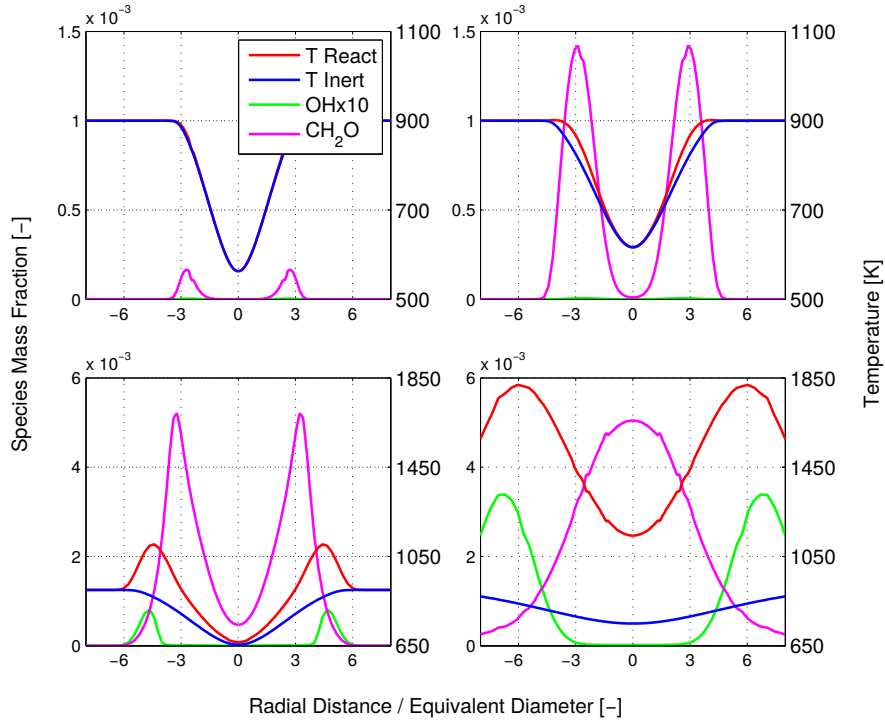 x 10⁻³
1.5
1
0.5
0
1100
900
700
500
−6 −3 0 3 6
T React
T Inert
OHx10
CH₂O
x 10⁻³
1.5
1
0.5
0
1100
900
700
500
−6 −3 0 3 6
x 10⁻³
6
4
2
0
1850
1450
1050
650
−6 −3 0 3 6
x 10⁻³
6
4
2
0
1850
1450
1050
650
−6 −3 0 3 6
Species Mass Fraction [−]
Temperature [K]
Radial Distance / Equivalent Diameter [−]